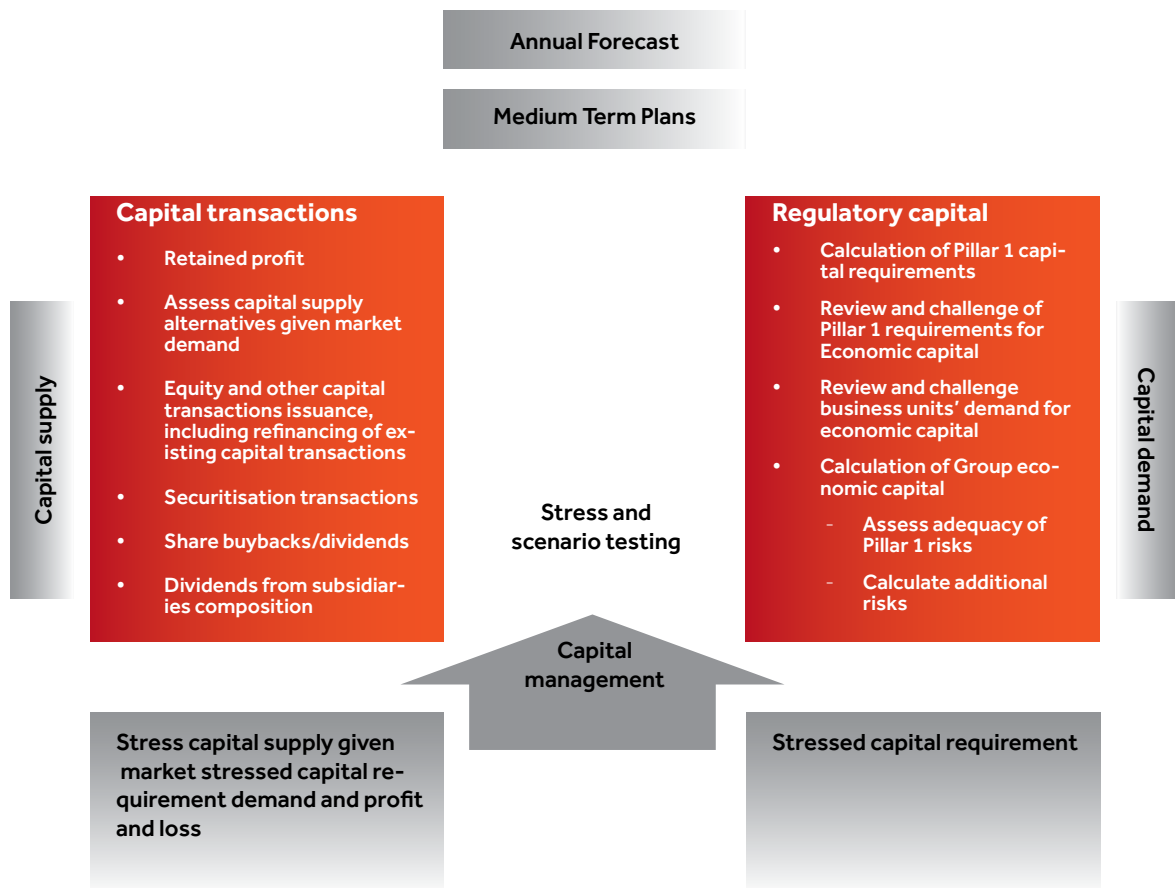 Annual Forecast
Medium Term Plans
Capital supply
Capital transactions
• Retained profit
• Assess capital supply
alternatives given market
demand
• Equity and other capital
transactions issuance,
including refinancing of ex-
isting capital transactions
• Securitisation transactions
• Share buybacks/dividends
• Dividends from subsidiar-
ies composition
Stress and
scenario testing
Capital
management
Regulatory capital
• Calculation of Pillar 1 capi-
tal requirements
• Review and challenge of
Pillar 1 requirements for
Economic capital
• Review and challenge
business units’ demand for
economic capital
• Calculation of Group eco-
nomic capital
- Assess adequacy of
Pillar 1 risks
- Calculate additional
risks
Capital demand
Stress capital supply given
market stressed capital re-
quirement demand and profit
and loss
Stressed capital requirement